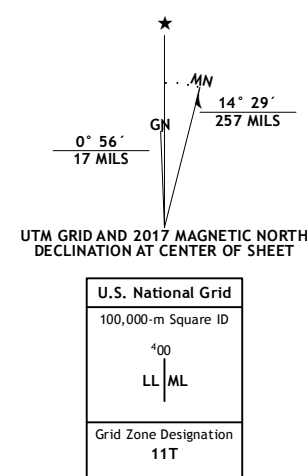 ★
MN
GN
0° 56´
17 MILS
14° 29´
257 MILS
UTM GRID AND 2017 MAGNETIC NORTH
DECLINATION AT CENTER OF SHEET
U.S. National Grid
100,000-m Square ID
⁴00
LL ML
Grid Zone Designation
11T